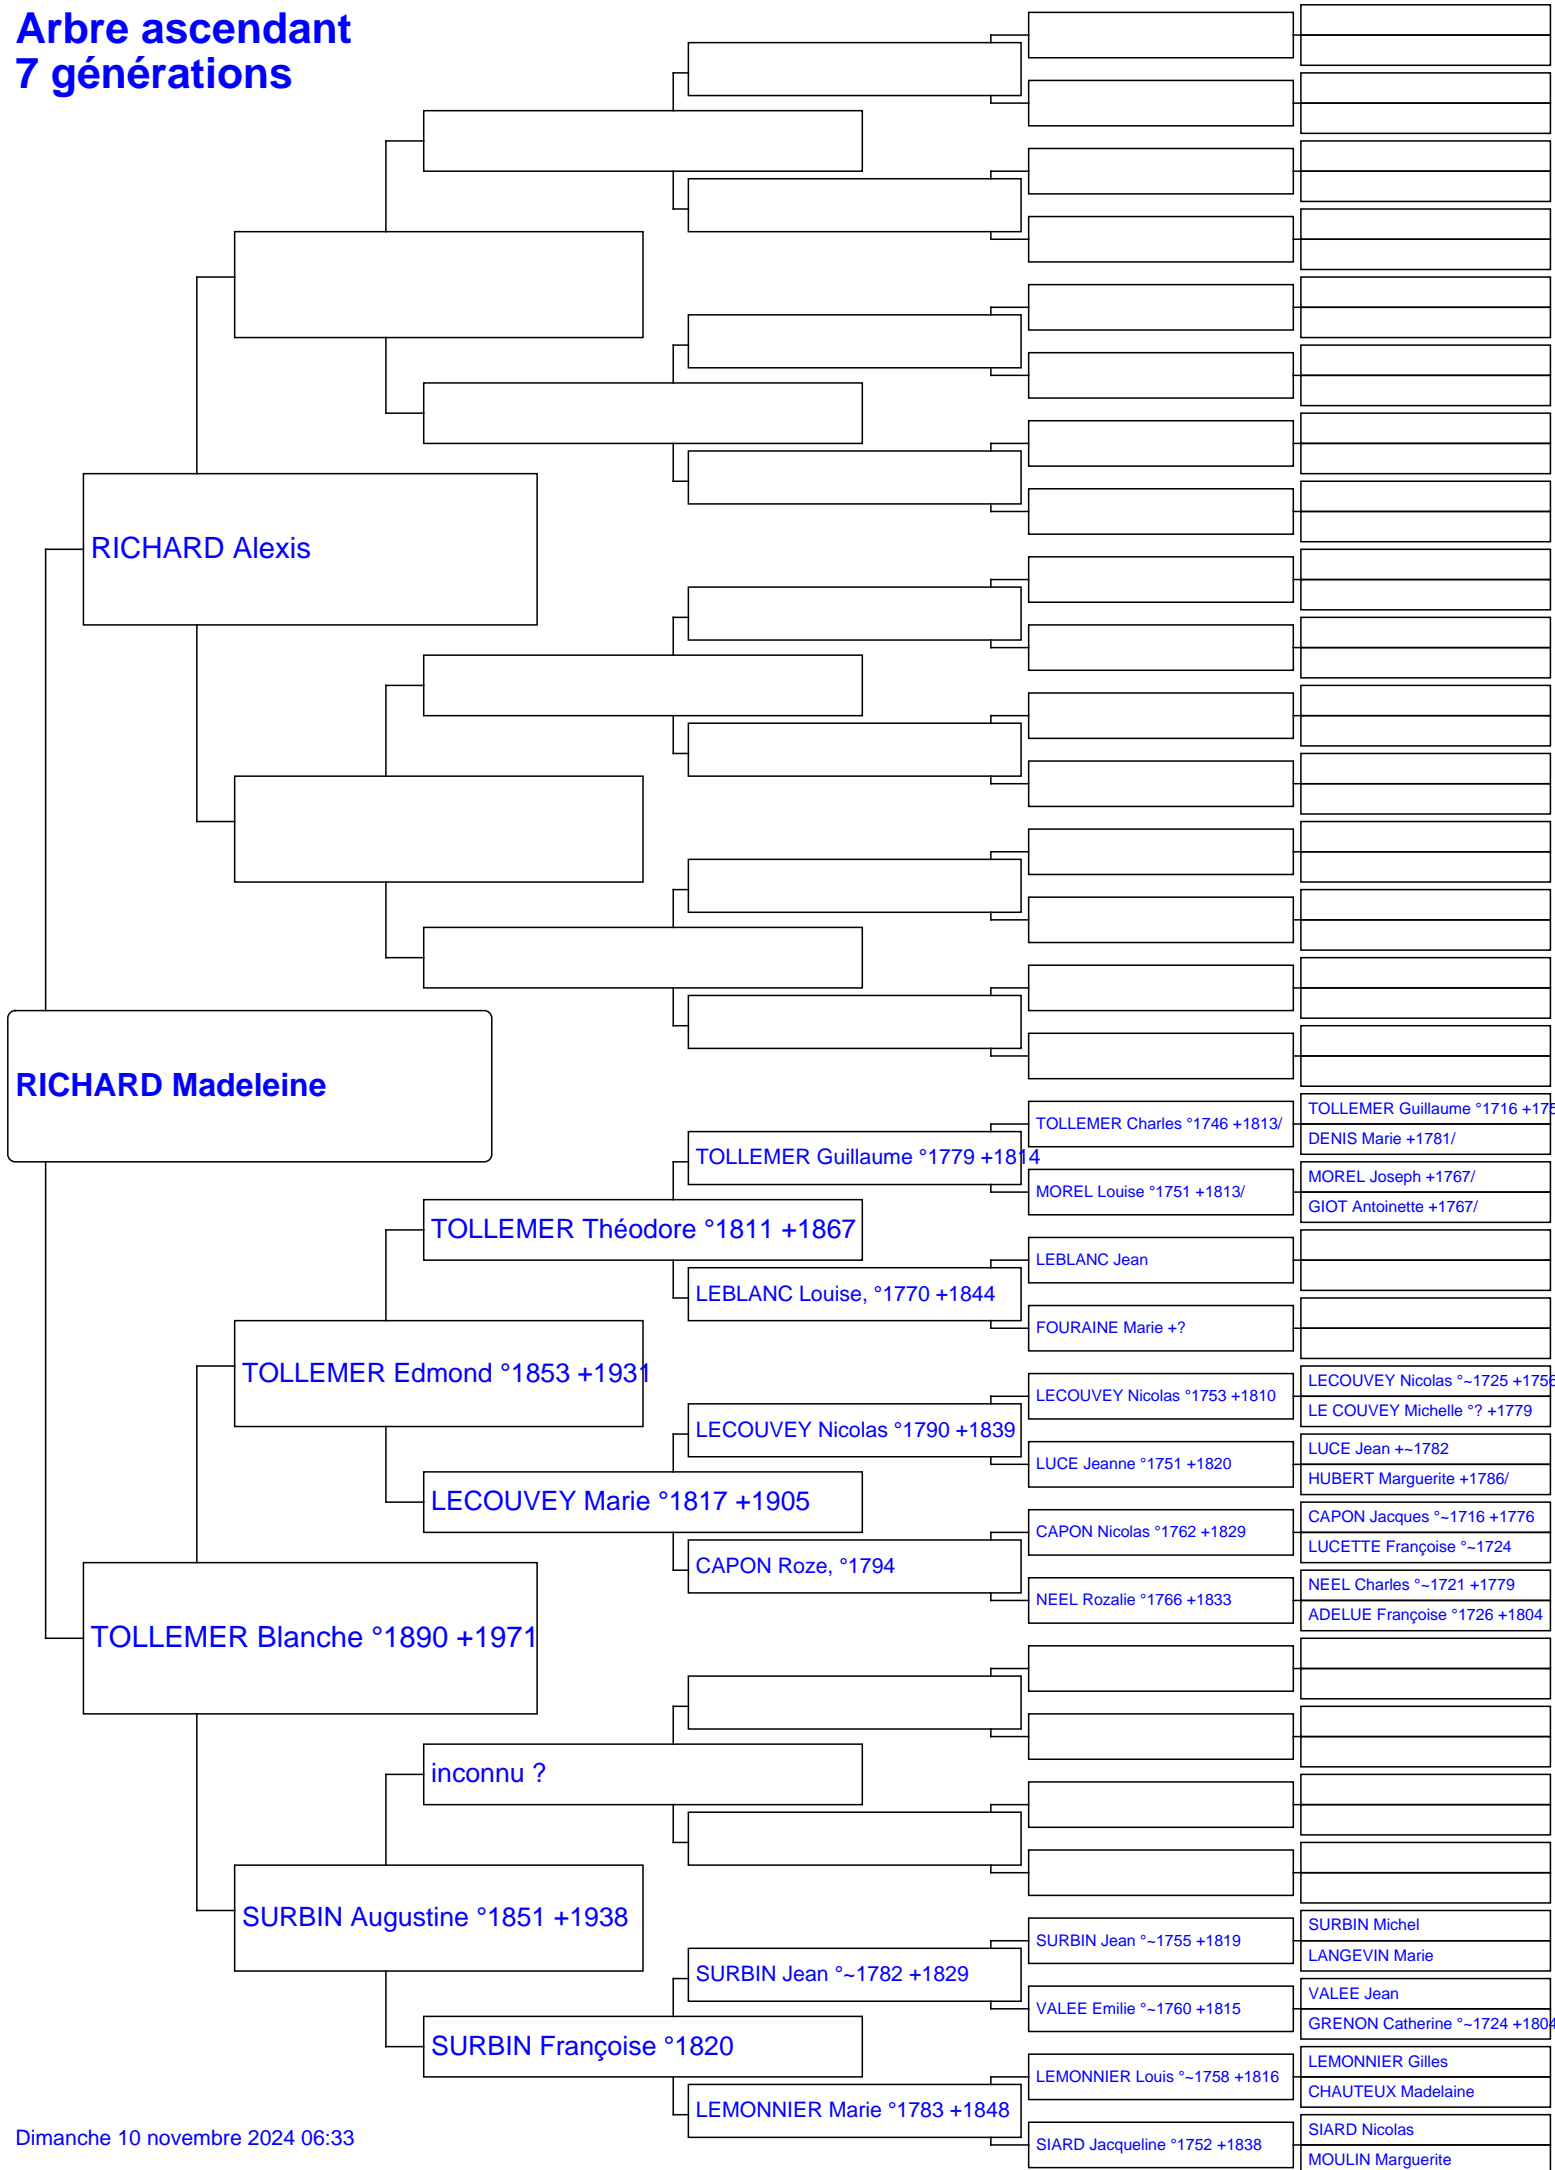 Arbre ascendant
7 générations
RICHARD Alexis
RICHARD Madeleine
TOLLEMER Guillaume °1716
DENIS Marie +1781/
TOLLEMER Charles °1746 +1813/
TOLLEMER Guillaume °1779 +1814
MOREL Joseph +1767/
MOREL Louise °1751 +1813/
GIOT Antoinette +1767/
TOLLEMER Théodore °1811 +1867
LEBLANC Jean
LEBLANC Louise, °1770 +1844
FOURAINE Marie +?
TOLLEMER Edmond °1853 +1931
LECOUVEY Nicolas °~1725 +1756
LECOUVEY Nicolas °1753 +1810
LE COUVEY Michelle °? +1779
LECOUVEY Nicolas °1790 +1839
LUCE Jean +~1782
LUCE Jeanne °1751 +1820
HUBERT Marguerite +1786/
LECOUVEY Marie °1817 +1905
CAPON Jacques °~1716 +1776
CAPON Nicolas °1762 +1829
LUCETTE Françoise °~1724
CAPON Roze, °1794
NEEL Charles °~1721 +1779
NEEL Rozalie °1766 +1833
ADELUE Françoise °1726 +1804
TOLLEMER Blanche °1890 +1971
inconnu ?
SURBIN Augustine °1851 +1938
SURBIN Michel
SURBIN Jean °~1755 +1819
LANGEVIN Marie
SURBIN Jean °~1782 +1829
VALEE Jean
VALEE Emilie °~1760 +1815
GRENON Catherine °~1724 +1804
SURBIN Françoise °1820
LEMONNIER Gilles
LEMONNIER Louis °~1758 +1816
CHAUTEUX Madelaine
LEMONNIER Marie °1783 +1848
SIARD Nicolas
SIARD Jacqueline °1752 +1838
MOULIN Marguerite
Dimanche 10 novembre 2024 06:33